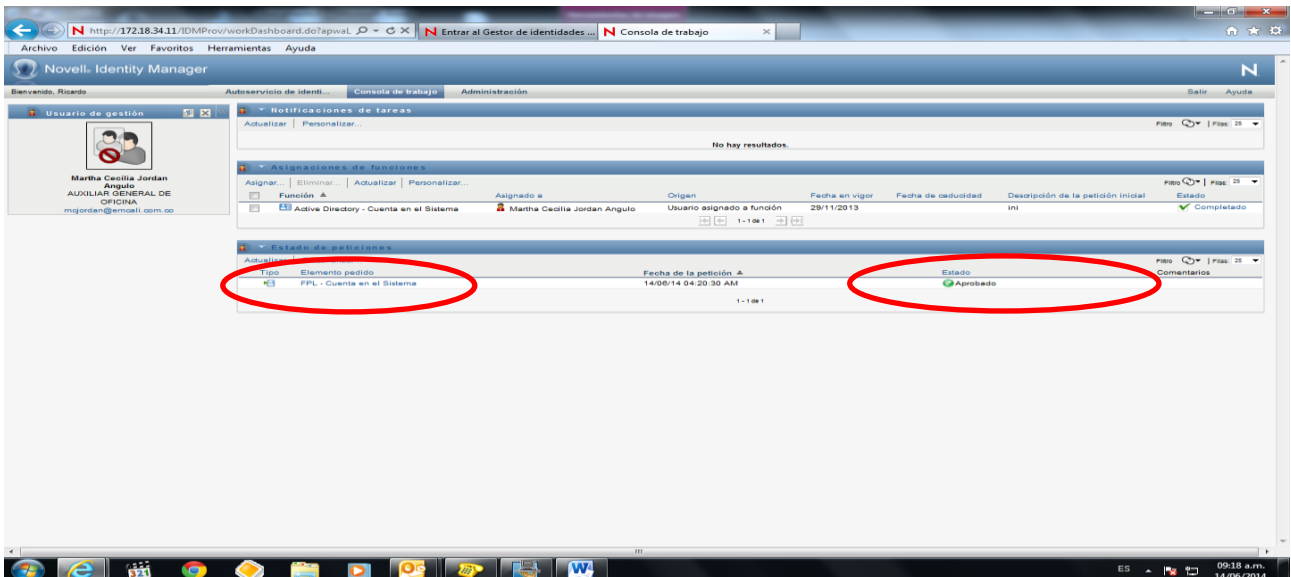 http://172.18.34.11/IDMProv/workDashboard.do?apwaL
Entrar al Gestor de identidades ...
Consola de trabajo
Archivo Edición Ver Favoritos Herramientas Ayuda
Novell® Identity Manager
N
Bienvenido, Ricardo
Autoservicio de identi...
Consola de trabajo
Administración
Salir Ayuda
Usuario de gestión
Martha Cecilia Jordan
Angulo
AUXILIAR GENERAL DE
OFICINA
mcjordan@emcali.com.co
Notificaciones de tareas
Actualizar | Personalizar...
Filtro | Filas: 25
No hay resultados.
Asignaciones de funciones
Asignar... | Eliminar... | Actualizar | Personalizar...
Filtro | Filas: 25
Función Asignado a Origen Fecha en vigor Fecha de caducidad Descripción de la petición inicial Estado
Active Directory - Cuenta en el Sistema Martha Cecilia Jordan Angulo Usuario asignado a función 29/11/2013 ini Completado
1 - 1 de 1
Estado de peticiones
Actualizar
Filtro | Filas: 25
Tipo Elemento pedido Fecha de la petición Estado Comentarios
FPL - Cuenta en el Sistema 14/06/14 04:20:30 AM Aprobado
1 - 1 de 1
ES
09:18 a.m.
14/06/2014